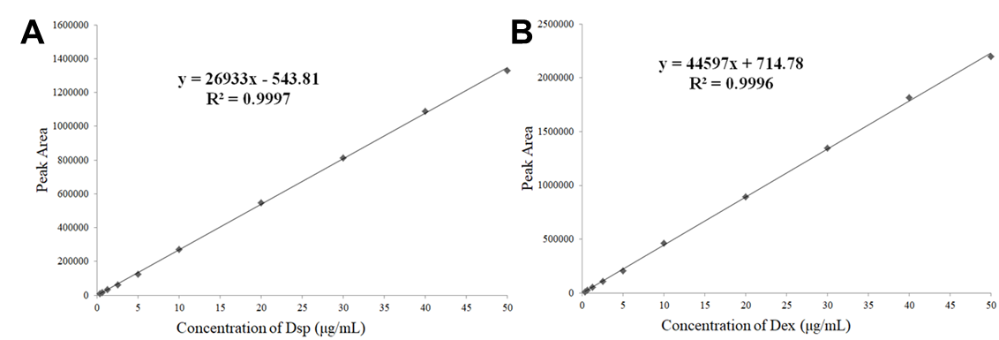 A
1600000
1400000
1200000
1000000
800000
600000
400000
200000
0
Peak Area
y = 26933x - 543.81
R² = 0.9997
0 5 10 15 20 25 30 35 40 45 50
Concentration of Dsp (μg/mL)
B
2500000
2000000
1500000
1000000
500000
0
Peak Area
y = 44597x + 714.78
R² = 0.9996
0 5 10 15 20 25 30 35 40 45 50
Concentration of Dex (μg/mL)